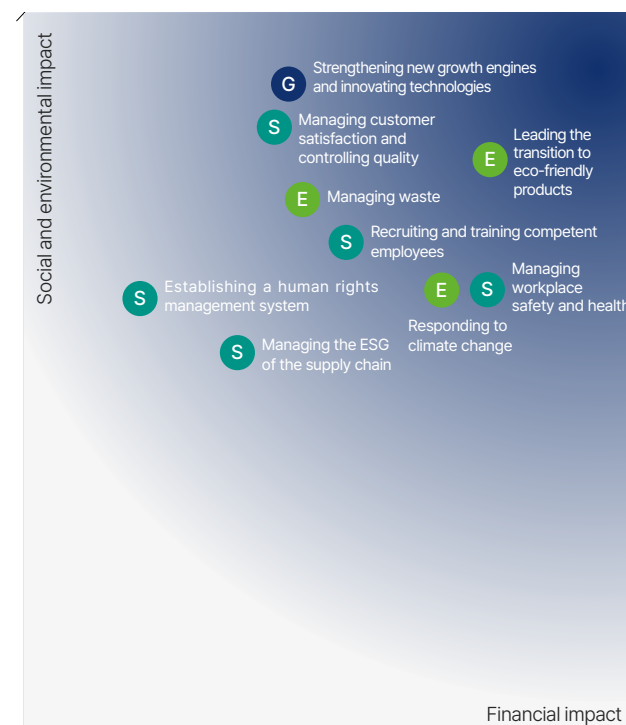 Social and environmental impact
G
Strengthening new growth engines
and innovating technologies
S
Managing customer
satisfaction and
controlling quality
E
Leading the
transition to
eco-friendly
products
E
Managing waste
S
Recruiting and training competent
employees
S
Establishing a human rights
management system
E
Responding to
climate change
S
Managing
workplace
safety and health
S
Managing the ESG
of the supply chain
Financial impact